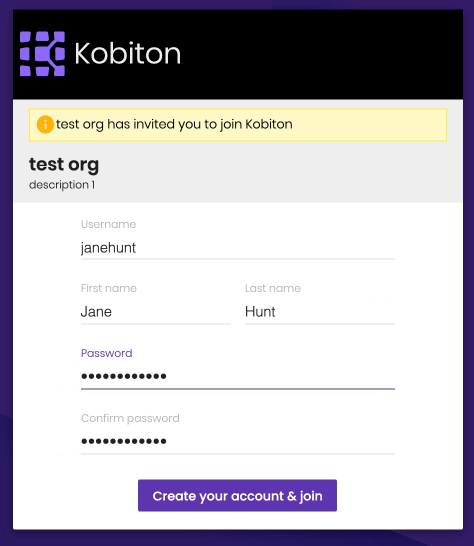 Kobiton
test org has invited you to join Kobiton
test org
description 1
Username
janehunt
First name
Last name
Jane
Hunt
Password
••••••••••••
Confirm password
••••••••••••
Create your account & join